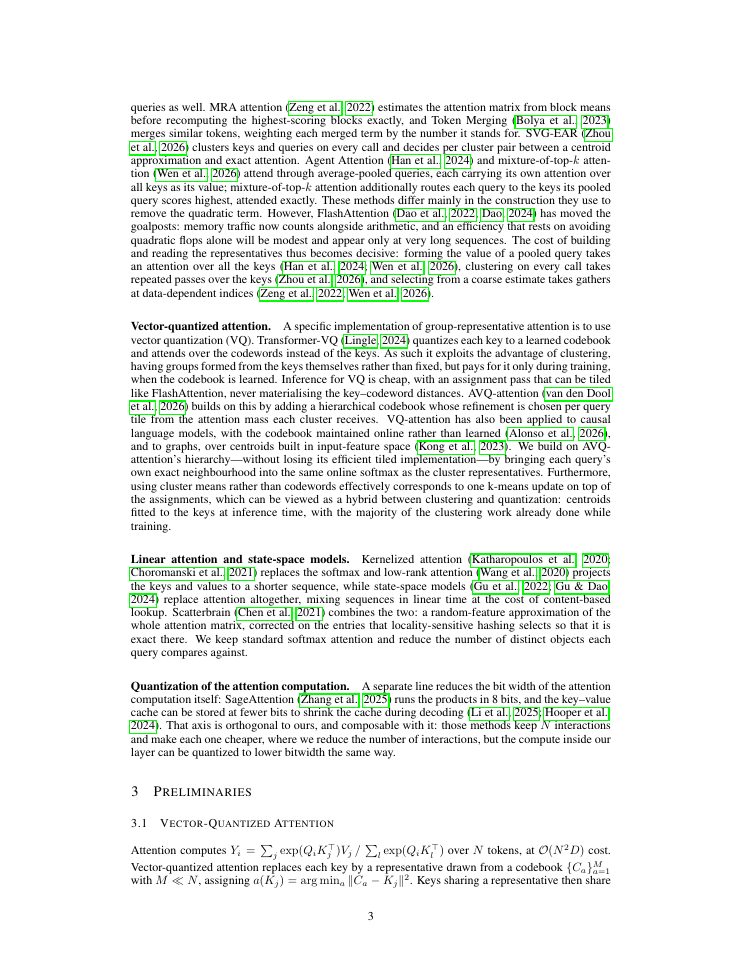 queries as well. MRA attention (Zeng et al., 2022) estimates the attention matrix from block means
before recomputing the highest-scoring blocks exactly, and Token Merging (Bolya et al., 2023)
merges similar tokens, weighting each merged term by the number it stands for. SVG-EAR (Zhou
et al., 2026) clusters keys and queries on every call and decides per cluster pair between a centroid
approximation and exact attention. Agent Attention (Han et al., 2024) and mixture-of-top-k atten-
tion (Wen et al., 2026) attend through average-pooled queries, each carrying its own attention over
all keys as its value; mixture-of-top-k attention additionally routes each query to the keys its pooled
query scores highest, attended exactly. These methods differ mainly in the construction they use to
remove the quadratic term. However, FlashAttention (Dao et al., 2022; Dao, 2024) has moved the
goalposts: memory traffic now counts alongside arithmetic, and an efficiency that rests on avoiding
quadratic flops alone will be modest and appear only at very long sequences. The cost of building
and reading the representatives thus becomes decisive: forming the value of a pooled query takes
an attention over all the keys (Han et al., 2024; Wen et al., 2026), clustering on every call takes
repeated passes over the keys (Zhou et al., 2026), and selecting from a coarse estimate takes gathers
at data-dependent indices (Zeng et al., 2022; Wen et al., 2026).
Vector-quantized attention. A specific implementation of group-representative attention is to use
vector quantization (VQ). Transformer-VQ (Lingle, 2024) quantizes each key to a learned codebook
and attends over the codewords instead of the keys. As such it exploits the advantage of clustering,
having groups formed from the keys themselves rather than fixed, but pays for it only during training,
when the codebook is learned. Inference for VQ is cheap, with an assignment pass that can be tiled
like FlashAttention, never materialising the key–codeword distances. AVQ-attention (van den Dool
et al., 2026) builds on this by adding a hierarchical codebook whose refinement is chosen per query
tile from the attention mass each cluster receives. VQ-attention has also been applied to causal
language models, with the codebook maintained online rather than learned (Alonso et al., 2026),
and to graphs, over centroids built in input-feature space (Kong et al., 2023). We build on AVQ-
attention's hierarchy—without losing its efficient tiled implementation—by bringing each query's
own exact neighbourhood into the same online softmax as the cluster representatives. Furthermore,
using cluster means rather than codewords effectively corresponds to one k-means update on top of
the assignments, which can be viewed as a hybrid between clustering and quantization: centroids
fitted to the keys at inference time, with the majority of the clustering work already done while
training.
Linear attention and state-space models. Kernelized attention (Katharopoulos et al., 2020;
Choromanski et al., 2021) replaces the softmax and low-rank attention (Wang et al., 2020) projects
the keys and values to a shorter sequence, while state-space models (Gu et al., 2022; Gu & Dao,
2024) replace attention altogether, mixing sequences in linear time at the cost of content-based
lookup. Scatterbrain (Chen et al., 2021) combines the two: a random-feature approximation of the
whole attention matrix, corrected on the entries that locality-sensitive hashing selects so that it is
exact there. We keep standard softmax attention and reduce the number of distinct objects each
query compares against.
Quantization of the attention computation. A separate line reduces the bit width of the attention
computation itself: SageAttention (Zhang et al., 2025) runs the products in 8 bits, and the key–value
cache can be stored at fewer bits to shrink the cache during decoding (Li et al., 2025; Hooper et al.,
2024). That axis is orthogonal to ours, and composable with it: those method keep N interactions
and make each one cheaper, where we reduce the number of interactions, but the compute inside our
layer can be quantized to lower bitwidth the same way.
3 PRELIMINARIES
3.1 VECTOR-QUANTIZED ATTENTION
Attention computes Y_i = ∑_j exp(Q_i K_j^⊤)V_j / ∑_l exp(Q_i K_l^⊤) over N tokens, at O(N²D) cost.
Vector-quantized attention replaces each key by a representative drawn from a codebook {C_a}_{a=1}^M
with M ≪ N, assigning a(K_j) = arg min_a ∥C_a − K_j∥². Keys sharing a representative then share
3